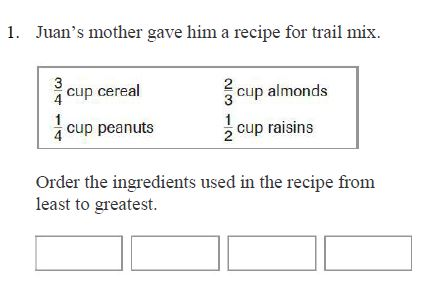 1. Juan's mother gave him a recipe for trail mix.
3/4 cup cereal
2/3 cup almonds
1/4 cup peanuts
1/2 cup raisins
Order the ingredients used in the recipe from
least to greatest.